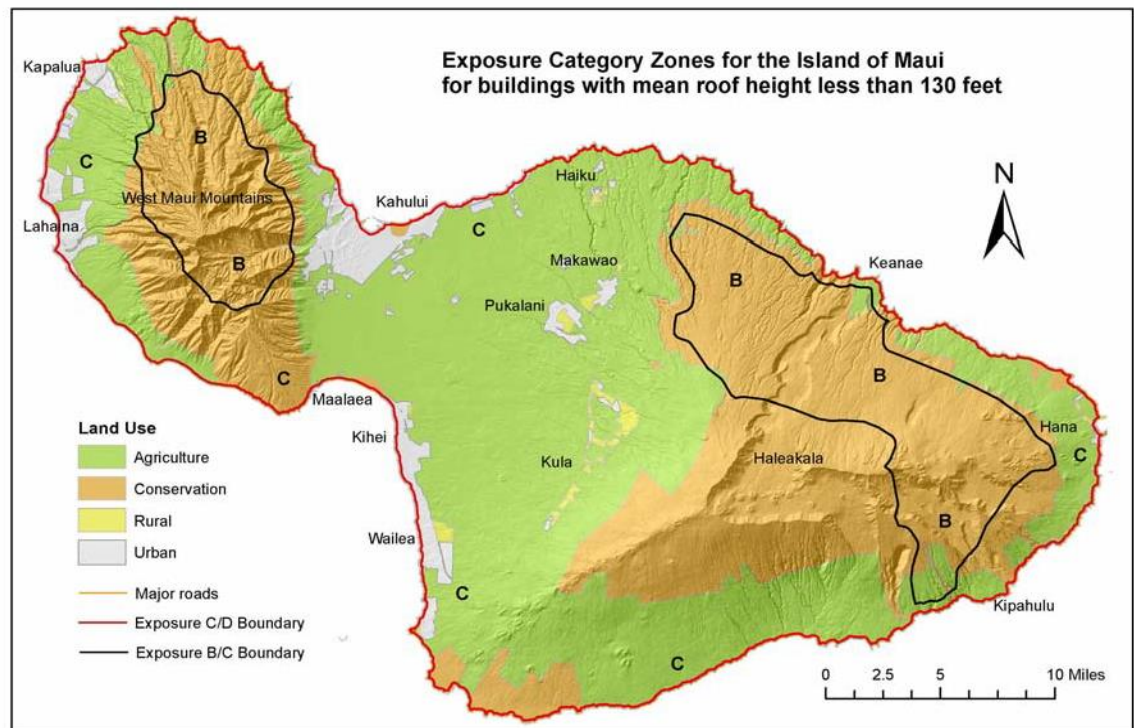 Exposure Category Zones for the Island of Maui
for buildings with mean roof height less than 130 feet
Kapalua
B
C
West Maui Mountains
Lahaina
B
Kahului
C
Haiku
N
Makawao
Pukalani
B
Keanae
B
C
Maalaea
Kihei
Kula
Haleakala
Hana
C
B
Wailea
C
Kipahulu
C
Land Use
Agriculture
Conservation
Rural
Urban
Major roads
Exposure C/D Boundary
Exposure B/C Boundary
0 2.5 5 10 Miles